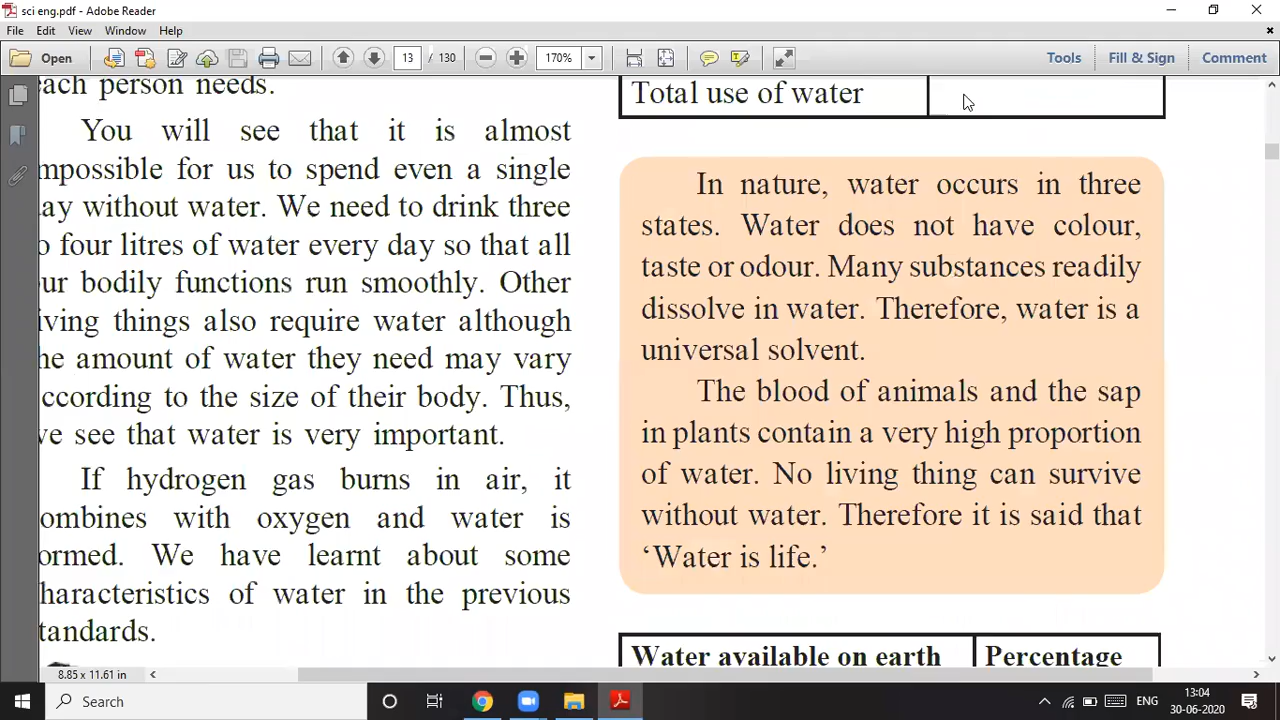 sci eng.pdf - Adobe Reader
File Edit View Window Help
Open 13 / 130 170% Tools Fill & Sign Comment
each person needs.
You will see that it is almost
mpossible for us to spend even a single
ay without water. We need to drink three
o four litres of water every day so that all
ur bodily functions run smoothly. Other
iving things also require water although
he amount of water they need may vary
ccording to the size of their body. Thus,
we see that water is very important.
If hydrogen gas burns in air, it
ombines with oxygen and water is
ormed. We have learnt about some
haracteristics of water in the previous
tandards.
Total use of water
In nature, water occurs in three
states. Water does not have colour,
taste or odour. Many substances readily
dissolve in water. Therefore, water is a
universal solvent.
The blood of animals and the sap
in plants contain a very high proportion
of water. No living thing can survive
without water. Therefore it is said that
‘Water is life.’
Water available on earth Percentage
8.85 x 11.61 in
Search
ENG
13:04
30-06-2020